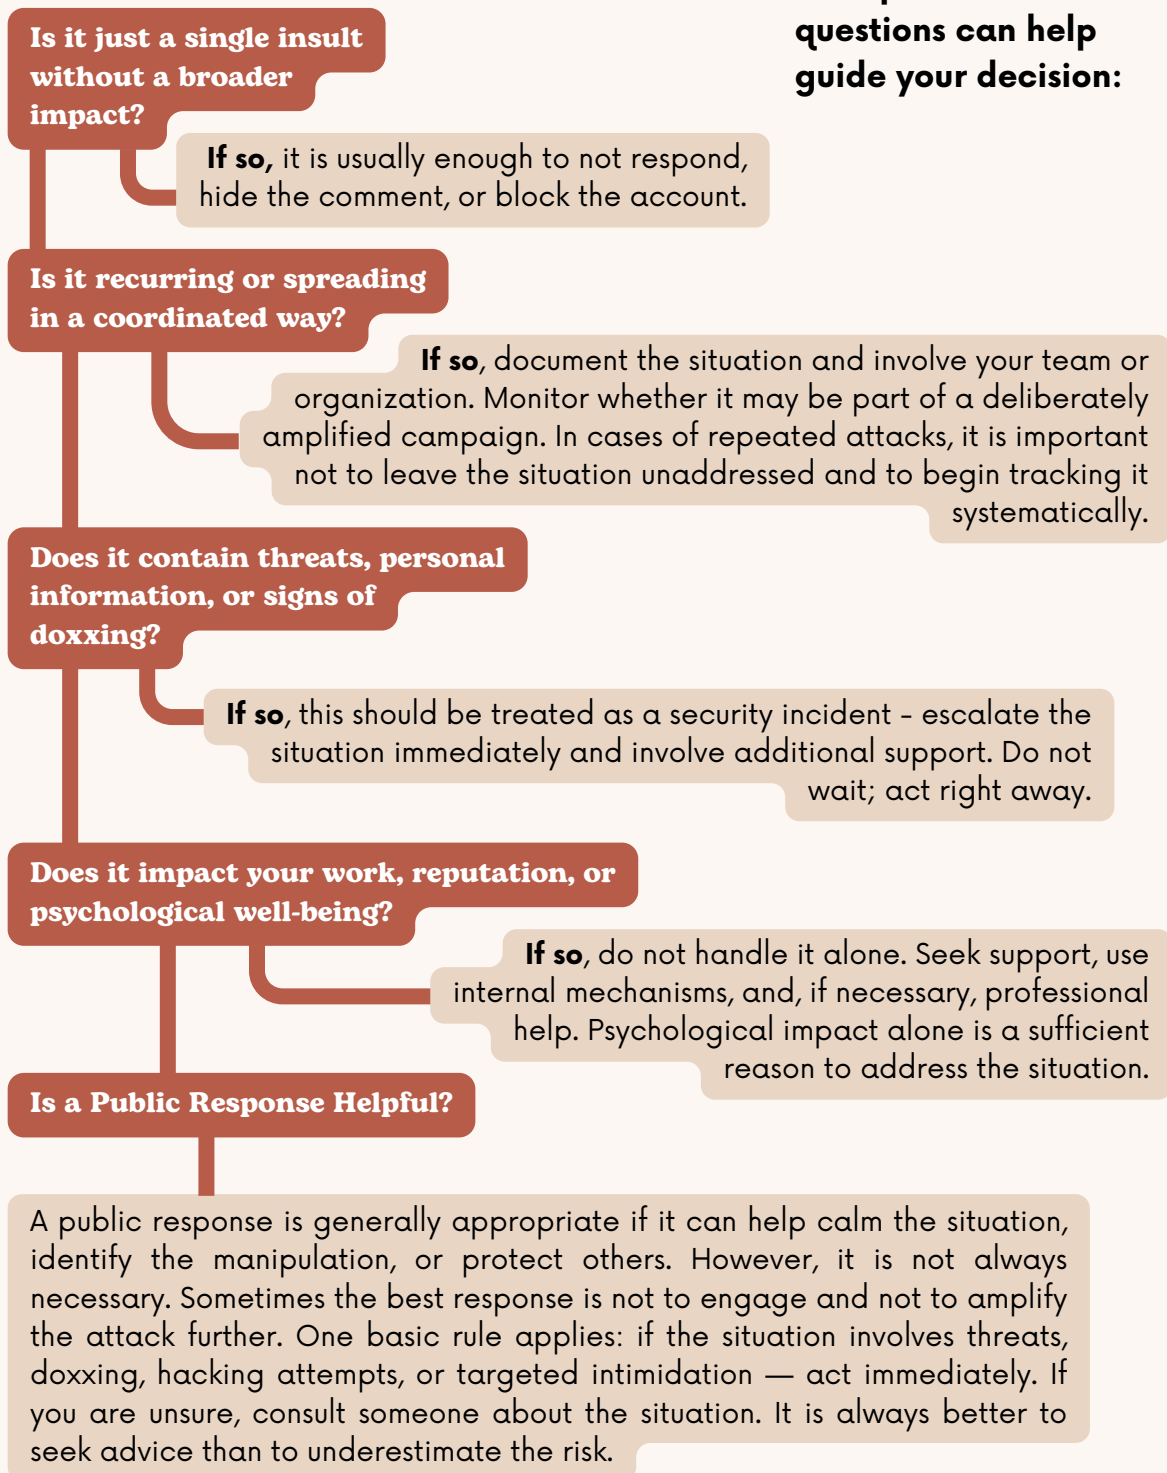 questions can help
guide your decision:
Is it just a single insult
without a broader
impact?
If so, it is usually enough to not respond,
hide the comment, or block the account.
Is it recurring or spreading
in a coordinated way?
If so, document the situation and involve your team or
organization. Monitor whether it may be part of a deliberately
amplified campaign. In cases of repeated attacks, it is important
not to leave the situation unaddressed and to begin tracking it
systematically.
Does it contain threats, personal
information, or signs of
doxxing?
If so, this should be treated as a security incident - escalate the
situation immediately and involve additional support. Do not
wait; act right away.
Does it impact your work, reputation, or
psychological well-being?
If so, do not handle it alone. Seek support, use
internal mechanisms, and, if necessary, professional
help. Psychological impact alone is a sufficient
reason to address the situation.
Is a Public Response Helpful?
A public response is generally appropriate if it can help calm the situation,
identify the manipulation, or protect others. However, it is not always
necessary. Sometimes the best response is not to engage and not to amplify
the attack further. One basic rule applies: if the situation involves threats,
doxxing, hacking attempts, or targeted intimidation — act immediately. If
you are unsure, consult someone about the situation. It is always better to
seek advice than to underestimate the risk.